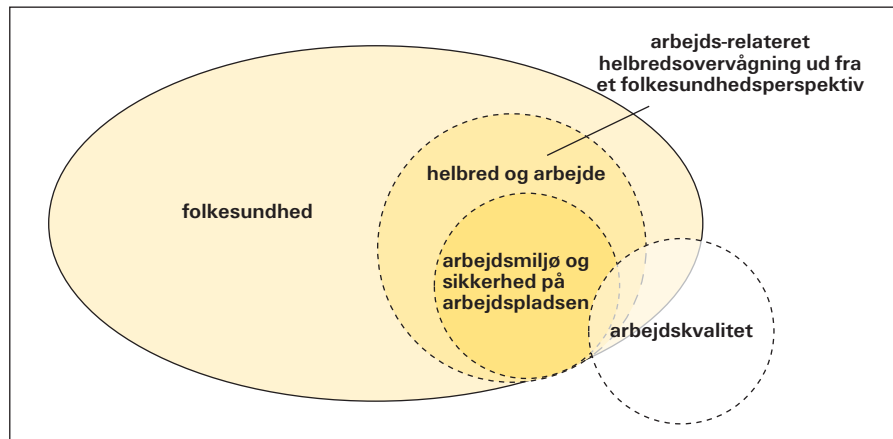 arbejds-relateret
helbredsovervågning ud fra
et folkesundhedsperspektiv
helbred og arbejde
folkesundhed
arbejdsmiljø og
sikkerhed på
arbejdspladsen
arbejdskvalitet